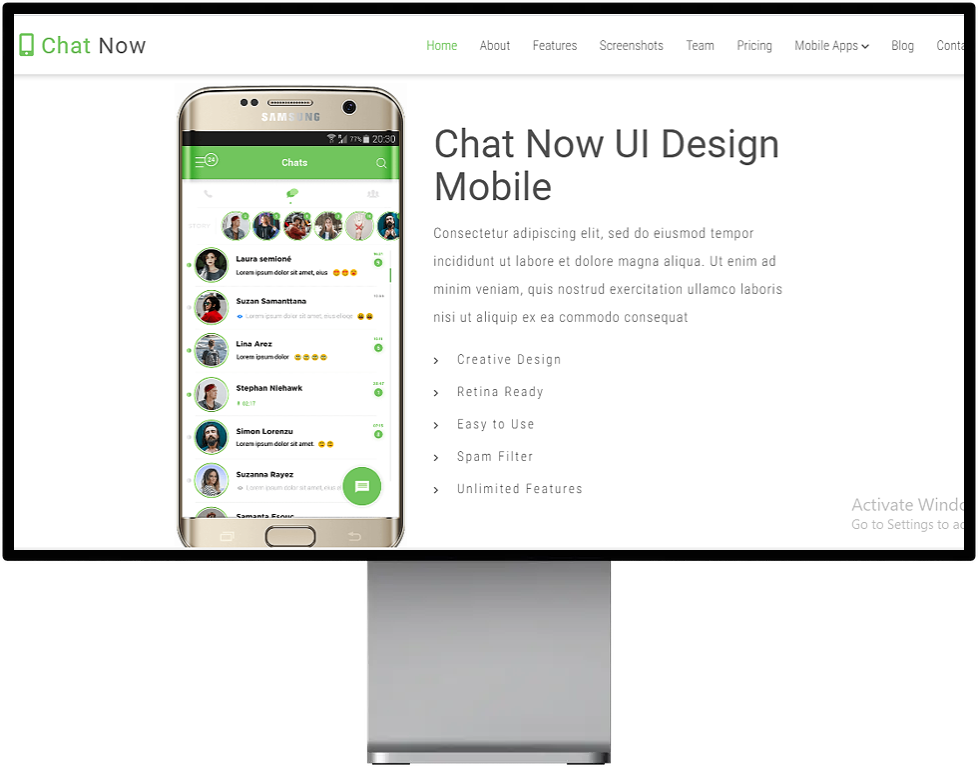 Chat Now
Home About Features Screenshots Team Pricing Mobile Apps Blog Conta
SAMSUNG
77% 20:30
24
Chats
Laura semioné
Lorem ipsum dolor sit amet, eius
Suzan Samanttana
Lorem ipsum dolor sit amet, eius
Lina Arez
Lorem ipsum dolor
Stephan Niehawk
02:17
Simon Lorenzu
Lorem ipsum dolor sit amet.
Suzanna Rayez
Lorem ipsum dolor sit amet, eius
Samanta Esouc
Chat Now UI Design
Mobile
Consectetur adipiscing elit, sed do eiusmod tempor
incididunt ut labore et dolore magna aliqua. Ut enim ad
minim veniam, quis nostrud exercitation ullamco laboris
nisi ut aliquip ex ea commodo consequat
Creative Design
Retina Ready
Easy to Use
Spam Filter
Unlimited Features
Activate Windo
Go to Settings to ac